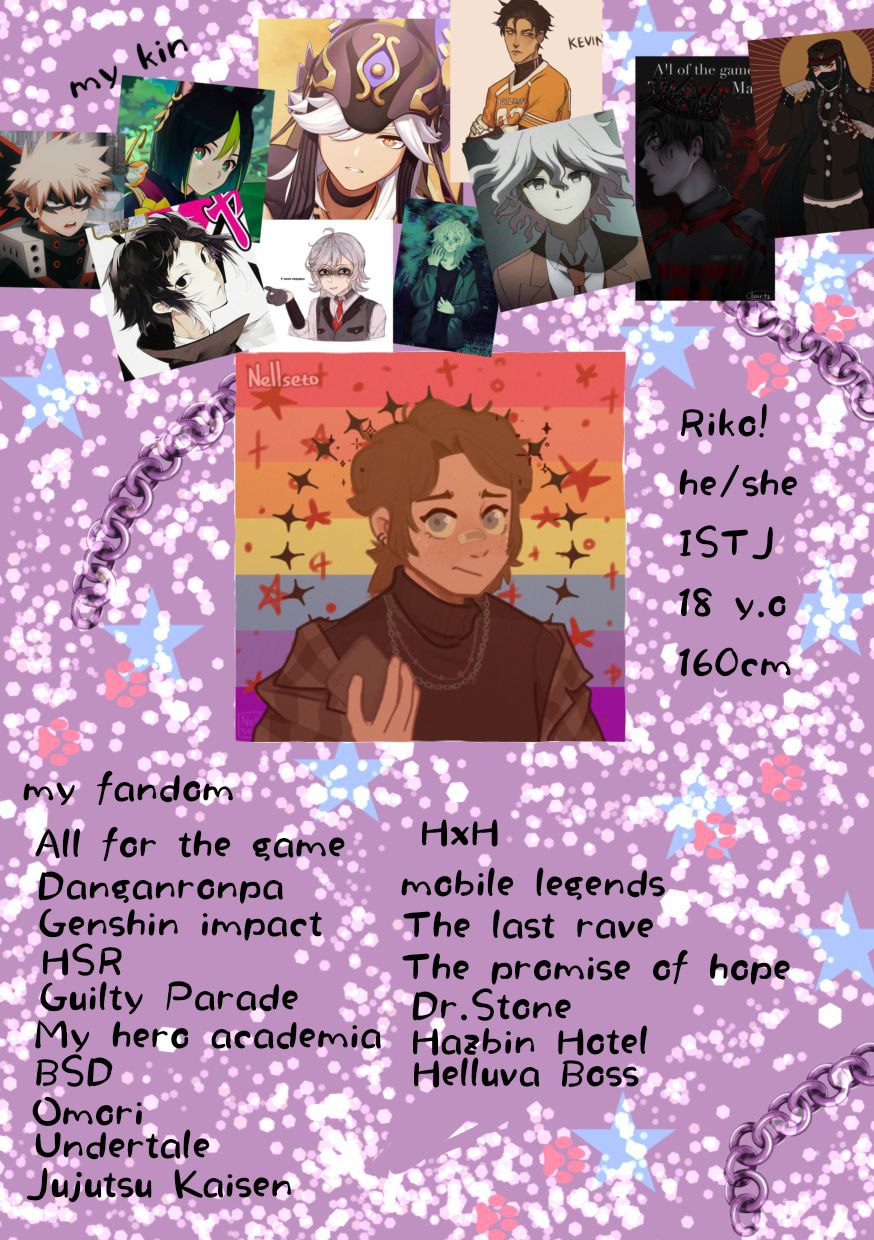 my kin
KEVIN
All of the game
Ma
Nellseto
Riko!
he/she
ISTJ
18 y.o
160cm
my fandom
All for the game
Danganronpa
Genshin impact
HSR
Guilty Parade
My hero academia
BSD
Omori
Undertale
Jujutsu Kaisen
HxH
mobile legends
The last rave
The promise of hope
Dr.Stone
Hazbin Hotel
Helluva Boss